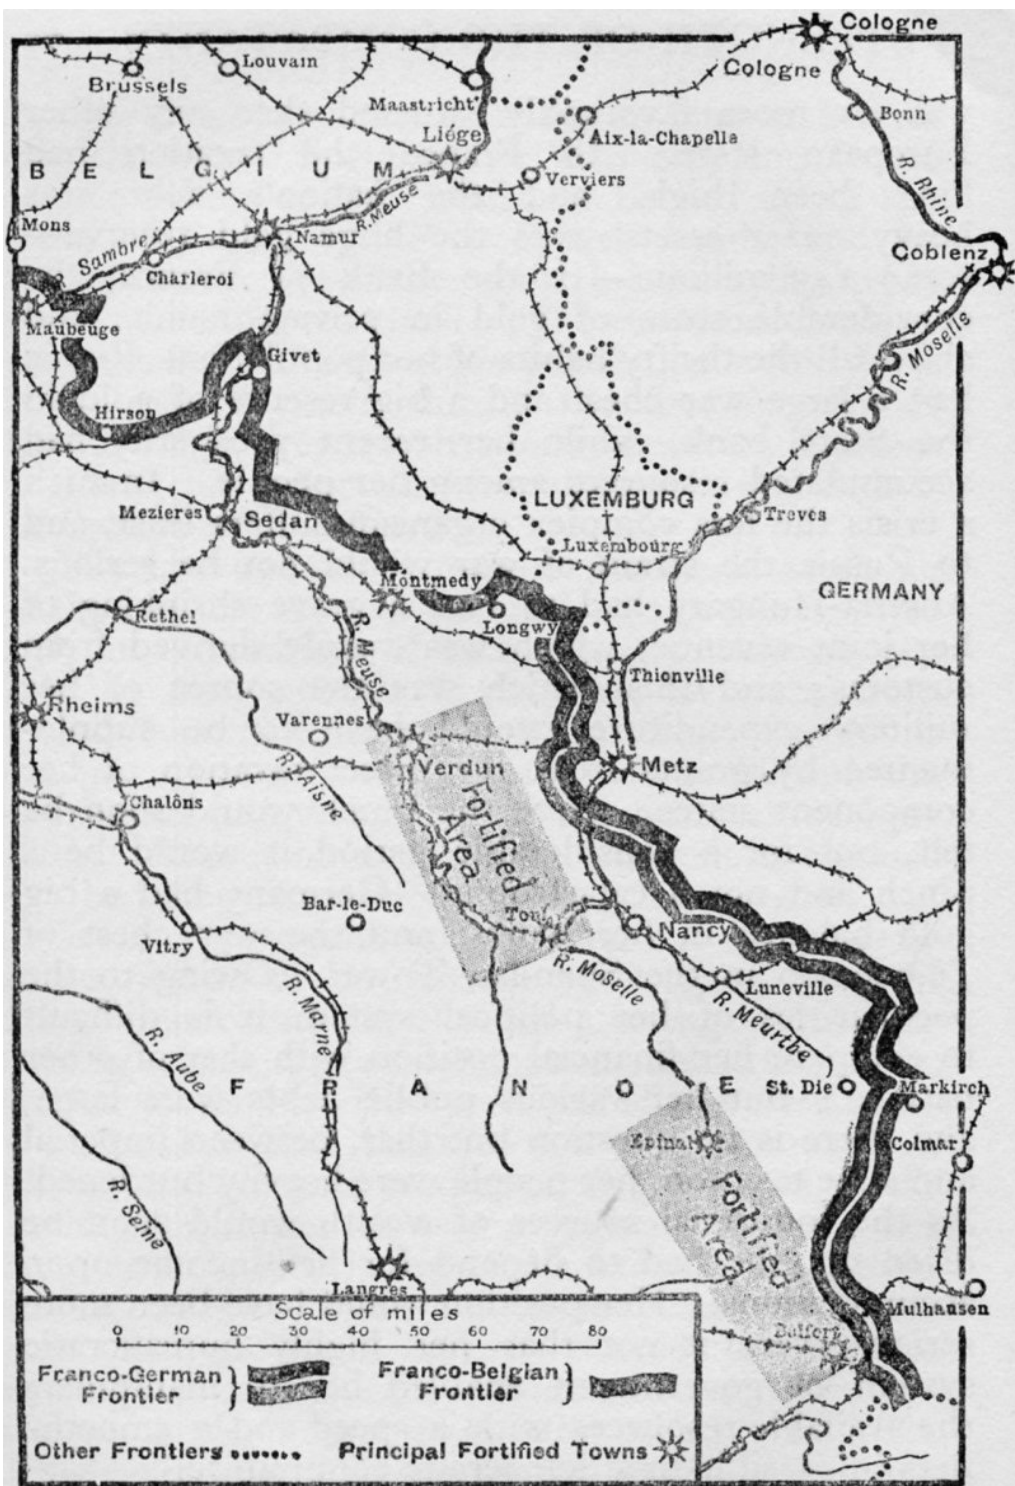 Cologne
Louvain
Brussels
Cologne
Maastricht
Bonn
Liége
Aix-la-Chapelle
BELGIUM
Verviers
R. Rhine
R. Meuse
Mons
Namur
Sambre
Coblenz
Charleroi
Maubeuge
R. Moselle
Givet
Hirson
LUXEMBURG
Mezieres
Sedan
Treves
Luxembourg
Montmedy
GERMANY
Rethel
Longwy
R. Meuse
Thionville
Rheims
Varennes
Verdun
Metz
R. Aisne
Fortified
Area
Chalôns
Bar-le-Duc
Toul
Nancy
Vitry
R. Moselle
Luneville
R. Marne
R. Meurthe
R. Aube
FRANCE
St. Die
Markirch
Epinal
Colmar
Fortified
Area
R. Seine
Langres
Mulhausen
Scale of miles
0 10 20 30 40 50 60 70 80
Belfort
Franco-German
Frontier
Franco-Belgian
Frontier
Other Frontiers
Principal Fortified Towns